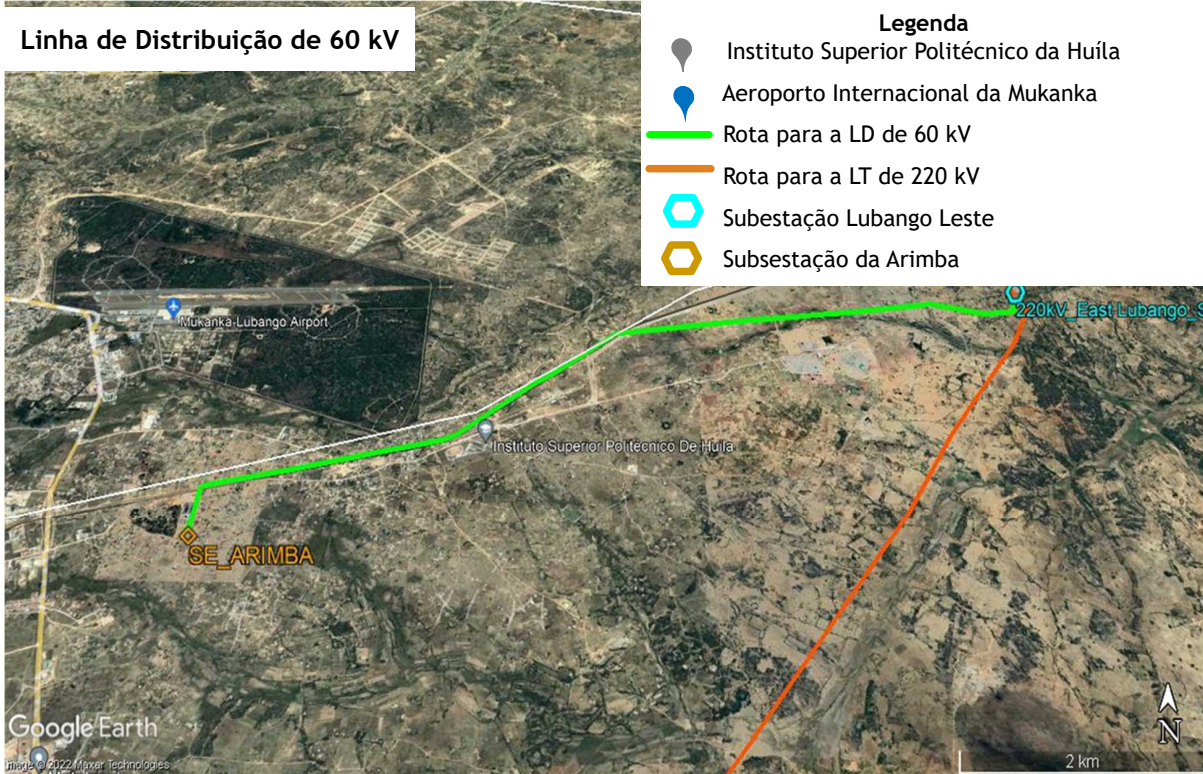 Linha de Distribuição de 60 kV
Legenda
Instituto Superior Politécnico da Huíla
Aeroporto Internacional da Mukanka
Rota para a LD de 60 kV
Rota para a LT de 220 kV
Subestação Lubango Leste
Subsestação da Arimba
220kV_East Lubango_S
Mukanka-Lubango Airport
Instituto Superior Politécnico De Huíla
SE_ARIMBA
Google Earth
Image © 2022 Maxar Technologies
N
2 km